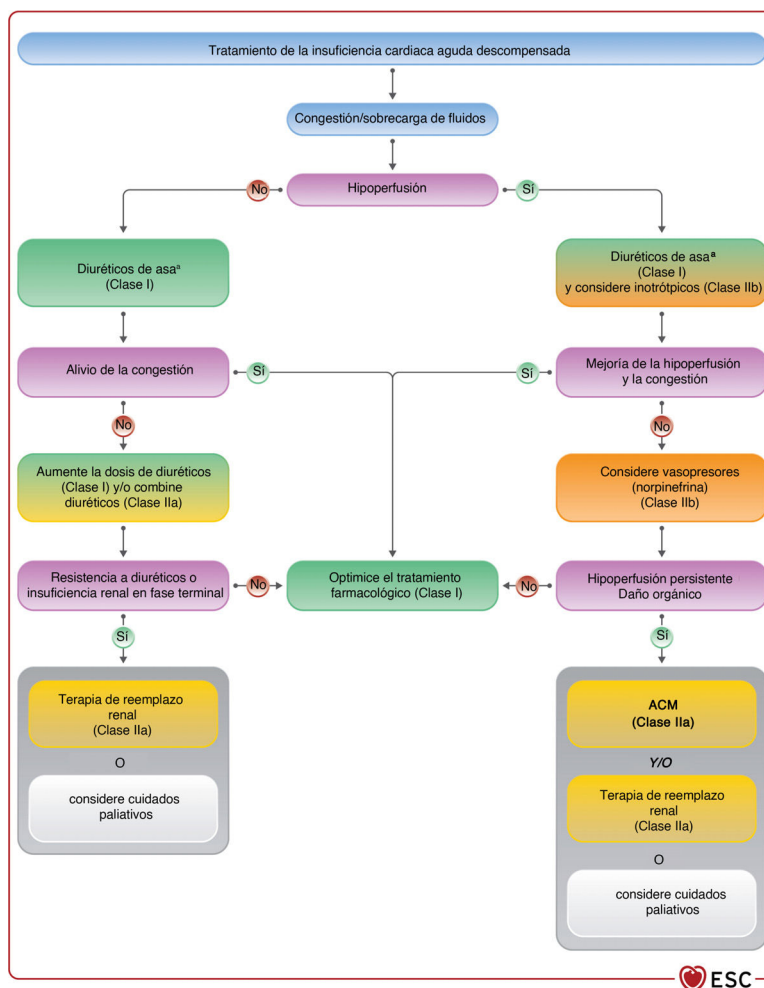 Tratamiento de la insuficiencia cardiaca aguda descompensada
Congestión/sobrecarga de fluidos
No
Hipoperfusión
Sí
Diuréticos de asaª
(Clase I)
Diuréticos de asaª
(Clase I)
y considere inotrótpicos (Clase IIb)
Alivio de la congestión
Sí
Sí
Mejoría de la hipoperfusión
y la congestión
No
No
Aumente la dosis de diuréticos
(Clase I) y/o combine
diuréticos (Clase IIa)
Considere vasopresores
(norpinefrina)
(Clase IIb)
Resistencia a diuréticos o
insuficiencia renal en fase terminal
No
Optimice el tratamiento
farmacológico (Clase I)
No
Hipoperfusión persistente
Daño orgánico
Sí
Sí
Terapia de reemplazo
renal
(Clase IIa)
O
considere cuidados
paliativos
ACM
(Clase IIa)
Y/O
Terapia de reemplazo
renal
(Clase IIa)
O
considere cuidados
paliativos
ESC